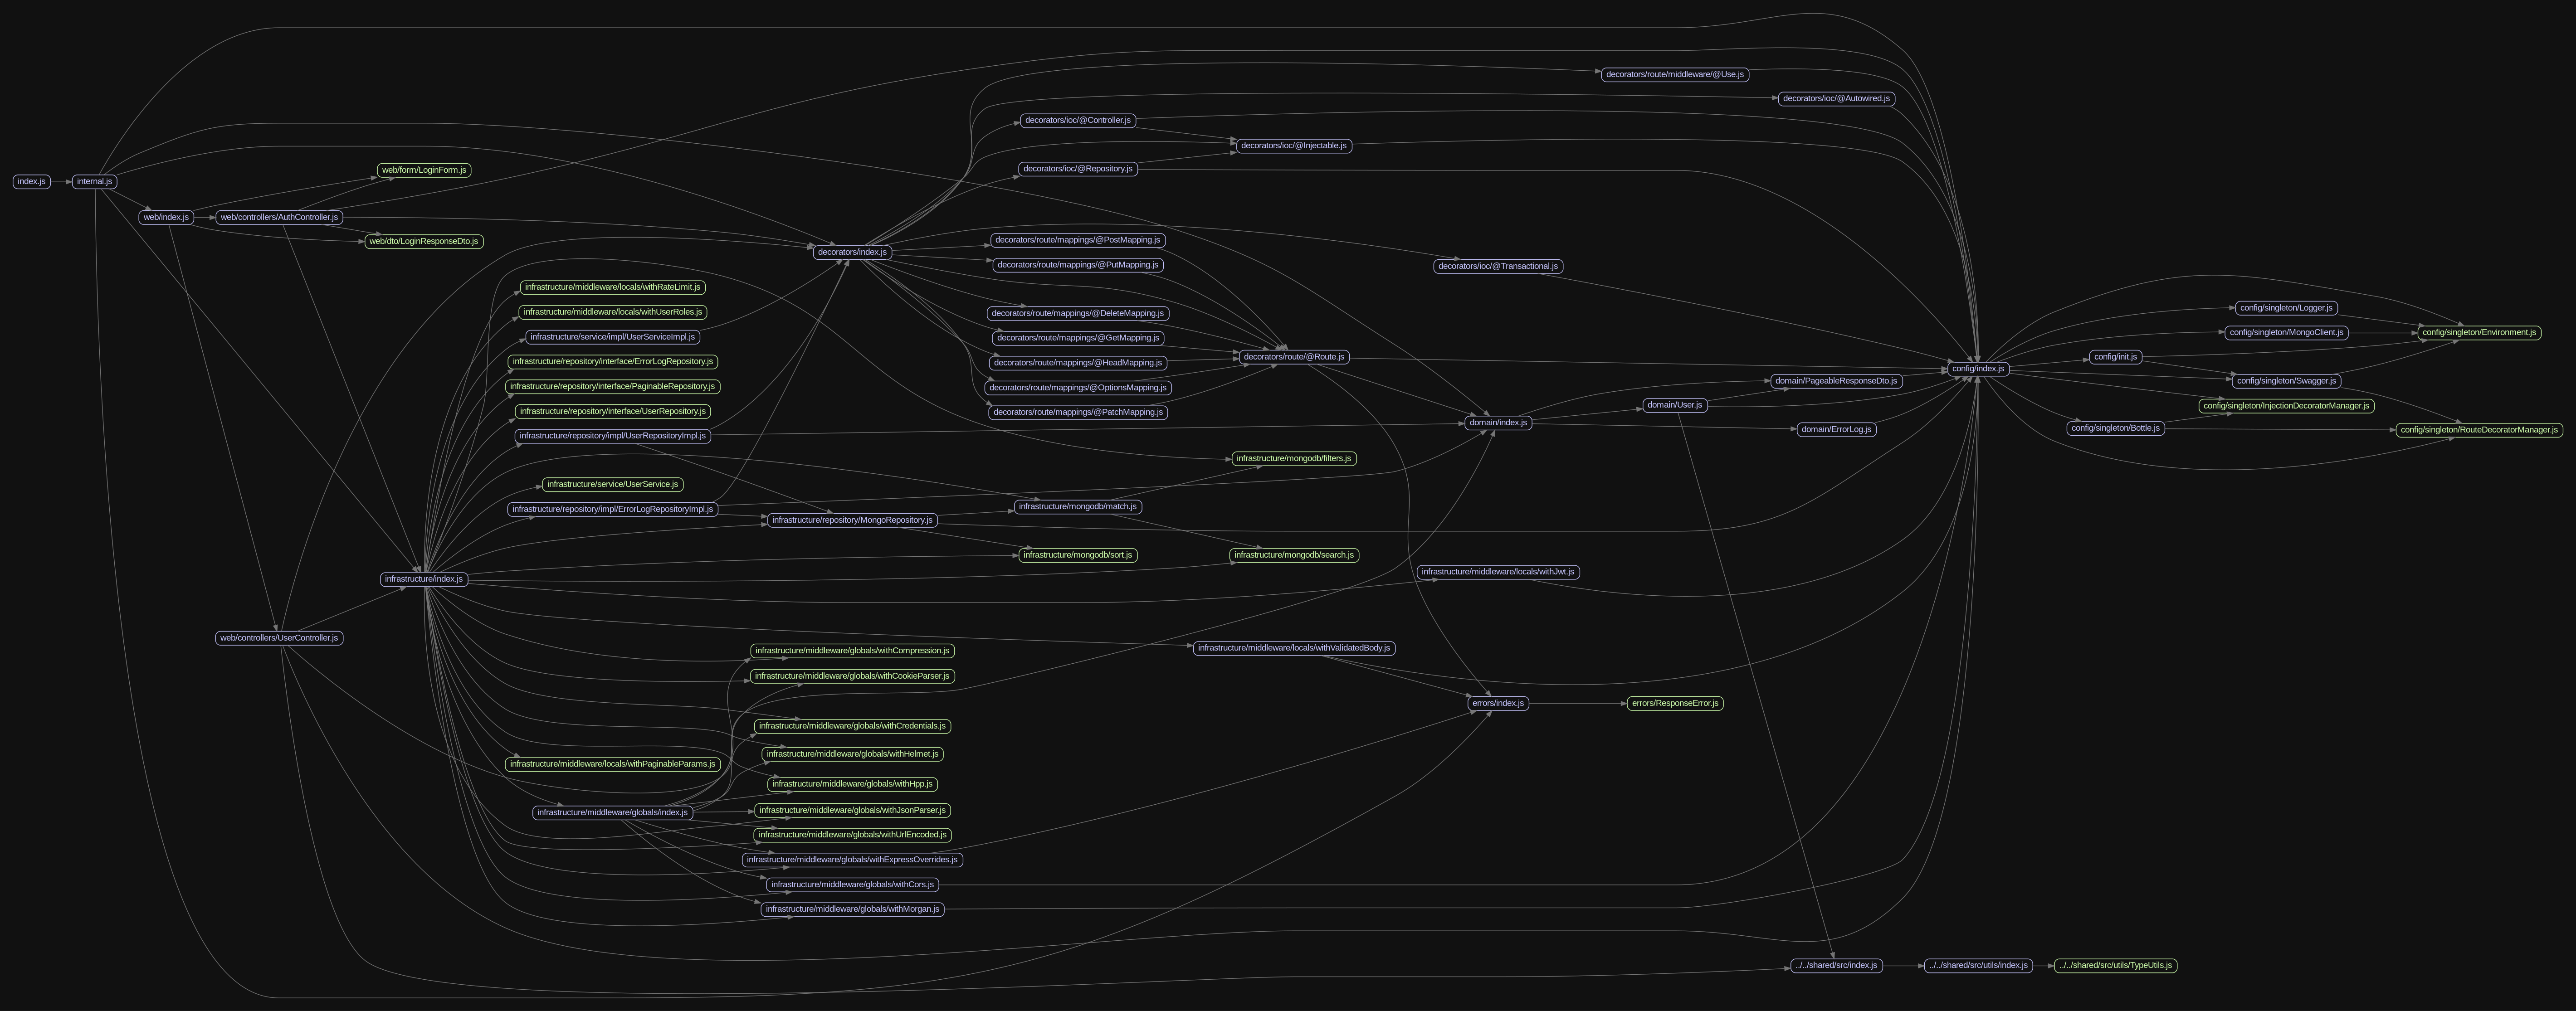 index.js
internal.js
web/index.js
web/form/LoginForm.js
web/controllers/AuthController.js
web/dto/LoginResponseDto.js
web/controllers/UserController.js
infrastructure/index.js
infrastructure/middleware/locals/withRateLimit.js
infrastructure/middleware/locals/withUserRoles.js
infrastructure/service/impl/UserServiceImpl.js
infrastructure/repository/interface/ErrorLogRepository.js
infrastructure/repository/interface/PaginableRepository.js
infrastructure/repository/interface/UserRepository.js
infrastructure/repository/impl/UserRepositoryImpl.js
infrastructure/service/UserService.js
infrastructure/repository/impl/ErrorLogRepositoryImpl.js
infrastructure/middleware/locals/withPaginableParams.js
infrastructure/middleware/globals/index.js
decorators/index.js
infrastructure/repository/MongoRepository.js
infrastructure/middleware/globals/withCompression.js
infrastructure/middleware/globals/withCookieParser.js
infrastructure/middleware/globals/withCredentials.js
infrastructure/middleware/globals/withHelmet.js
infrastructure/middleware/globals/withHpp.js
infrastructure/middleware/globals/withJsonParser.js
infrastructure/middleware/globals/withUrlEncoded.js
infrastructure/middleware/globals/withExpressOverrides.js
infrastructure/middleware/globals/withCors.js
infrastructure/middleware/globals/withMorgan.js
decorators/ioc/@Controller.js
decorators/ioc/@Repository.js
decorators/route/mappings/@PostMapping.js
decorators/route/mappings/@PutMapping.js
decorators/route/mappings/@DeleteMapping.js
decorators/route/mappings/@GetMapping.js
decorators/route/mappings/@HeadMapping.js
decorators/route/mappings/@OptionsMapping.js
decorators/route/mappings/@PatchMapping.js
infrastructure/mongodb/match.js
infrastructure/mongodb/sort.js
decorators/ioc/@Injectable.js
decorators/route/@Route.js
infrastructure/mongodb/filters.js
infrastructure/mongodb/search.js
infrastructure/middleware/locals/withValidatedBody.js
decorators/ioc/@Transactional.js
domain/index.js
infrastructure/middleware/locals/withJwt.js
errors/index.js
decorators/route/middleware/@Use.js
decorators/ioc/@Autowired.js
domain/PageableResponseDto.js
domain/User.js
domain/ErrorLog.js
errors/ResponseError.js
../../shared/src/index.js
config/index.js
../../shared/src/utils/index.js
../../shared/src/utils/TypeUtils.js
config/init.js
config/singleton/Bottle.js
config/singleton/Logger.js
config/singleton/MongoClient.js
config/singleton/Swagger.js
config/singleton/InjectionDecoratorManager.js
config/singleton/Environment.js
config/singleton/RouteDecoratorManager.js